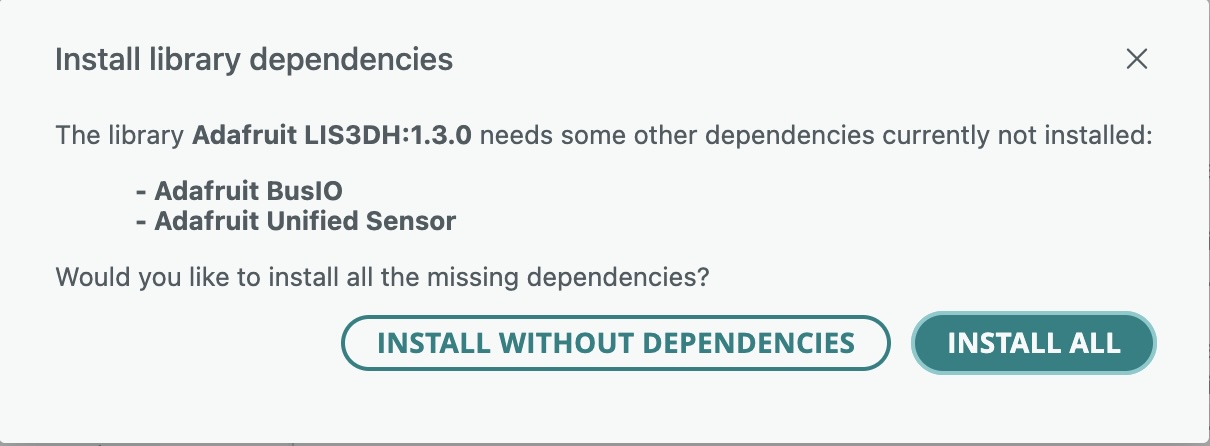 Install library dependencies
The library Adafruit LIS3DH:1.3.0 needs some other dependencies currently not installed:
- Adafruit BusIO
- Adafruit Unified Sensor
Would you like to install all the missing dependencies?
INSTALL WITHOUT DEPENDENCIES
INSTALL ALL